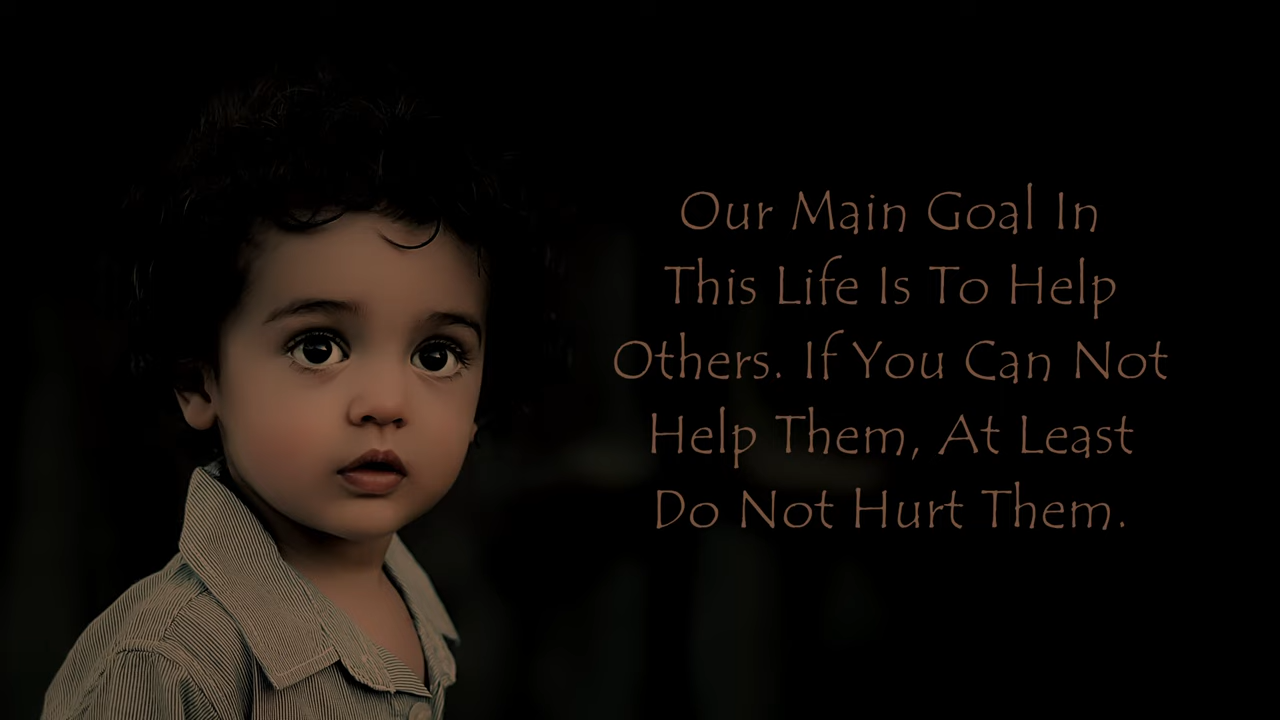 Our Main Goal In
This Life Is To Help
Others. If You Can Not
Help Them, At Least
Do Not Hurt Them.